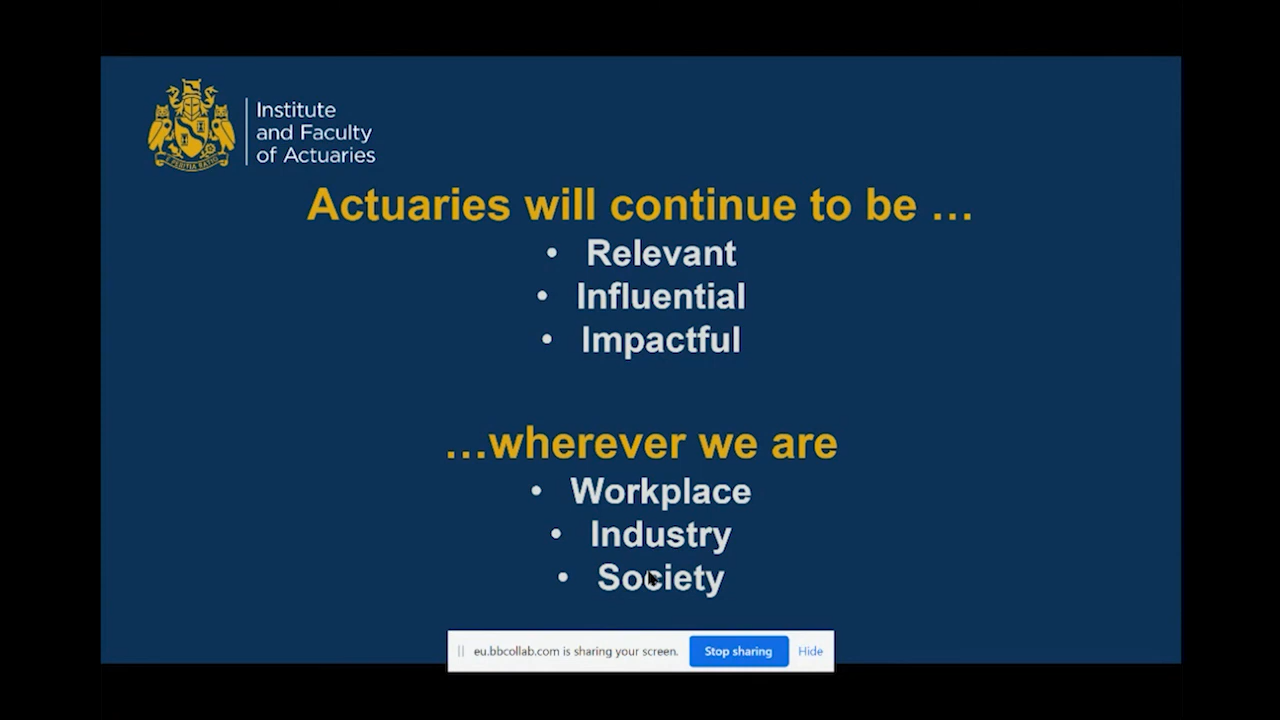 Institute
and Faculty
of Actuaries
Actuaries will continue to be …
• Relevant
• Influential
• Impactful
…wherever we are
• Workplace
• Industry
• Society
eu.bbcollab.com is sharing your screen. Stop sharing Hide